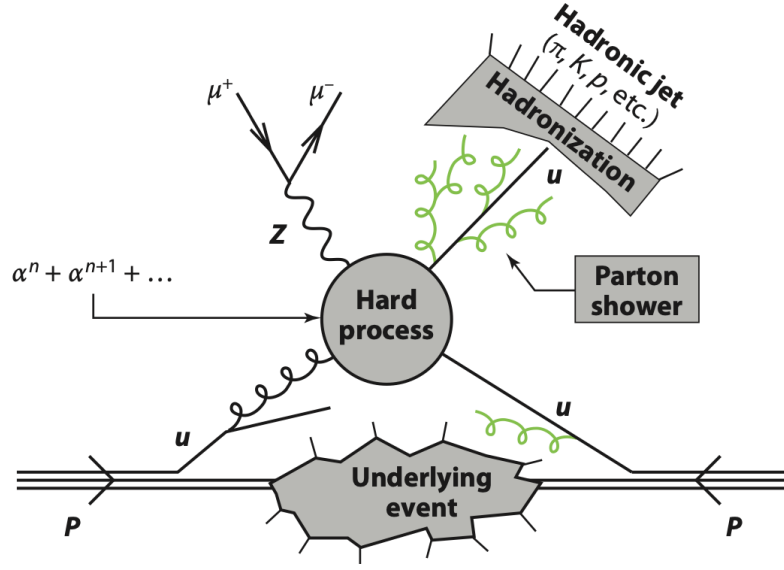 Hadronic jet
(π, K, p, etc.)
Hadronization
μ⁺
μ⁻
u
Z
αⁿ + αⁿ⁺¹ + …
Hard
process
Parton
shower
u
u
Underlying
event
P
P